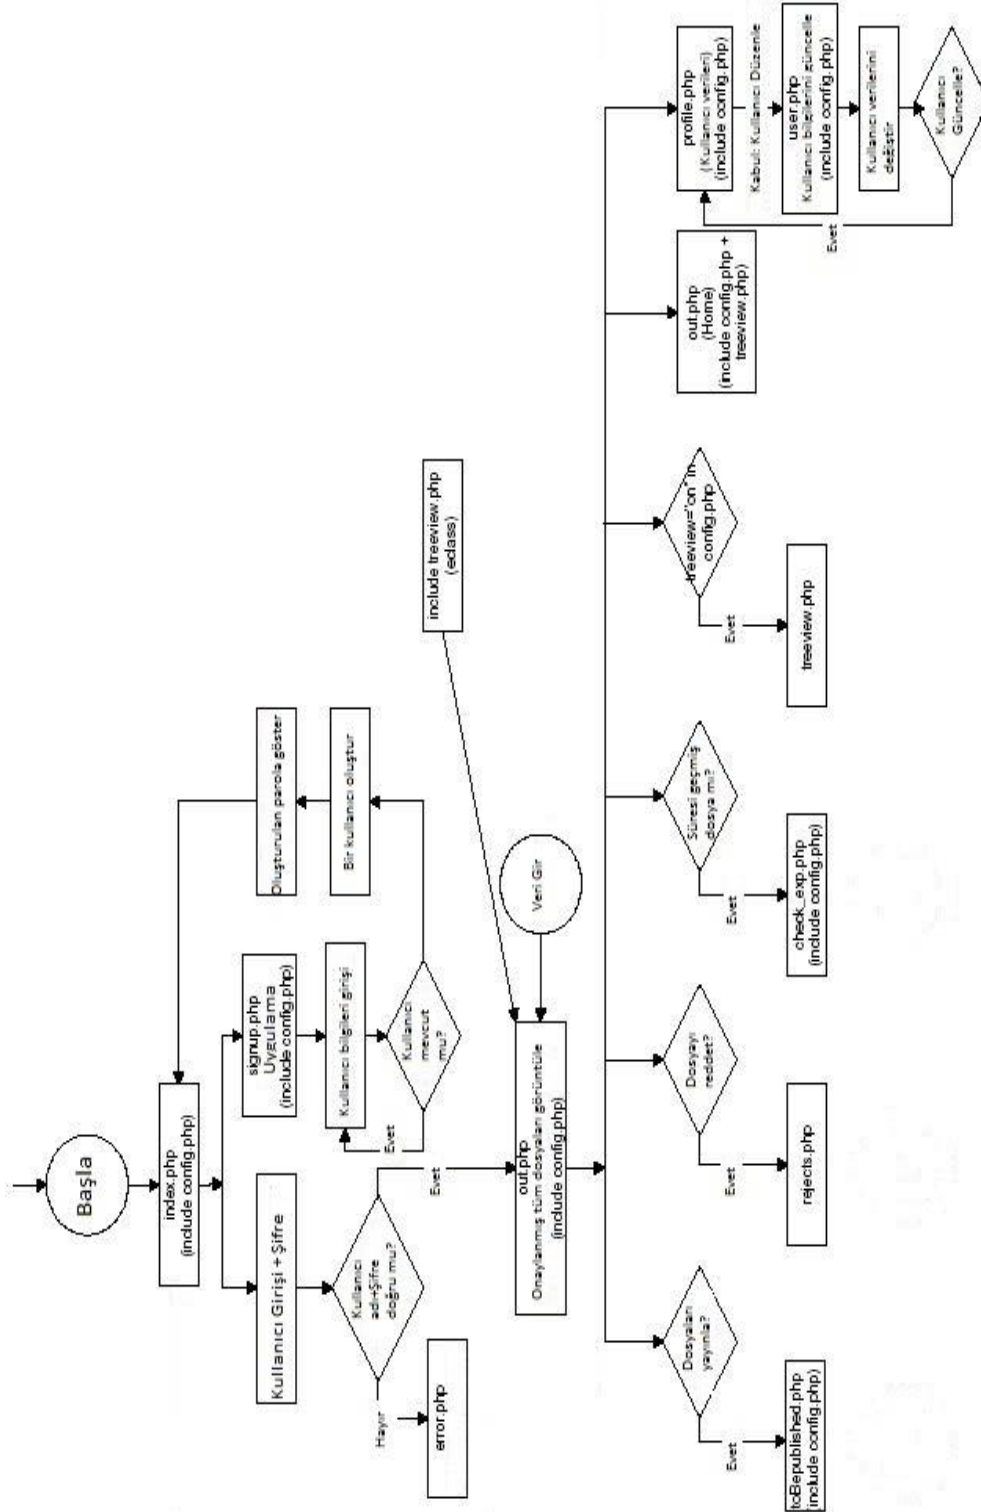 Başla
index.php
(include config.php)
Kullanıcı Girişi +Şifre
signup.php
Uygulama
(include config.php)
Oluşturulan parola göster
Kullanıcı bilgileri girişi
Bir kullanıcı oluştur
Kullanıcı
adı+Şifre
doğru mu?
Kullanıcı
mevcut
mu?
Evet
Hayır
Evet
error.php
include treeview.php
(eclass)
Veri Gir
out.php
Onaylanmış tüm dosyaları görüntüle
(include config.php)
Dosyaları
yayınla?
Dosyayı
reddet?
Süresi geçmiş
dosya mı?
treeview="on" in
config.php
out.php
(Home)
(include config.php +
treeview.php)
profile.php
(Kullanıcı verileri)
(include config.php)
Evet
Evet
Evet
Evet
Kabul: Kullanıcı Düzenle
toBepublished.php
(include config.php)
rejects.php
check_exp.php
(include config.php)
treeview.php
user.php
Kullanıcı bilgilerini güncelle
(include config.php)
Evet
Kullanıcı verilerini
değiştir
Kullanıcı
Güncelle?